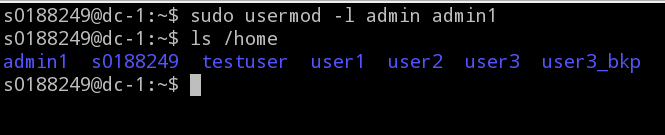 s0188249@dc-1:~$ sudo usermod -l admin admin1
s0188249@dc-1:~$ ls /home
admin1  s0188249  testuser  user1  user2  user3  user3_bkp
s0188249@dc-1:~$